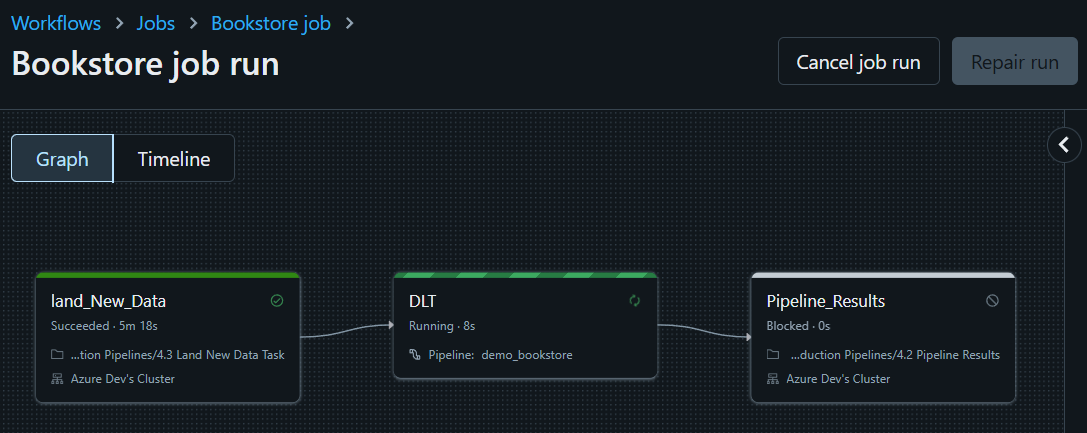 Workflows > Jobs > Bookstore job >
Bookstore job run
Cancel job run
Repair run
Graph
Timeline
land_New_Data
Succeeded · 5m 18s
...tion Pipelines/4.3 Land New Data Task
Azure Dev's Cluster
DLT
Running · 8s
Pipeline: demo_bookstore
Pipeline_Results
Blocked · 0s
...duction Pipelines/4.2 Pipeline Results
Azure Dev's Cluster